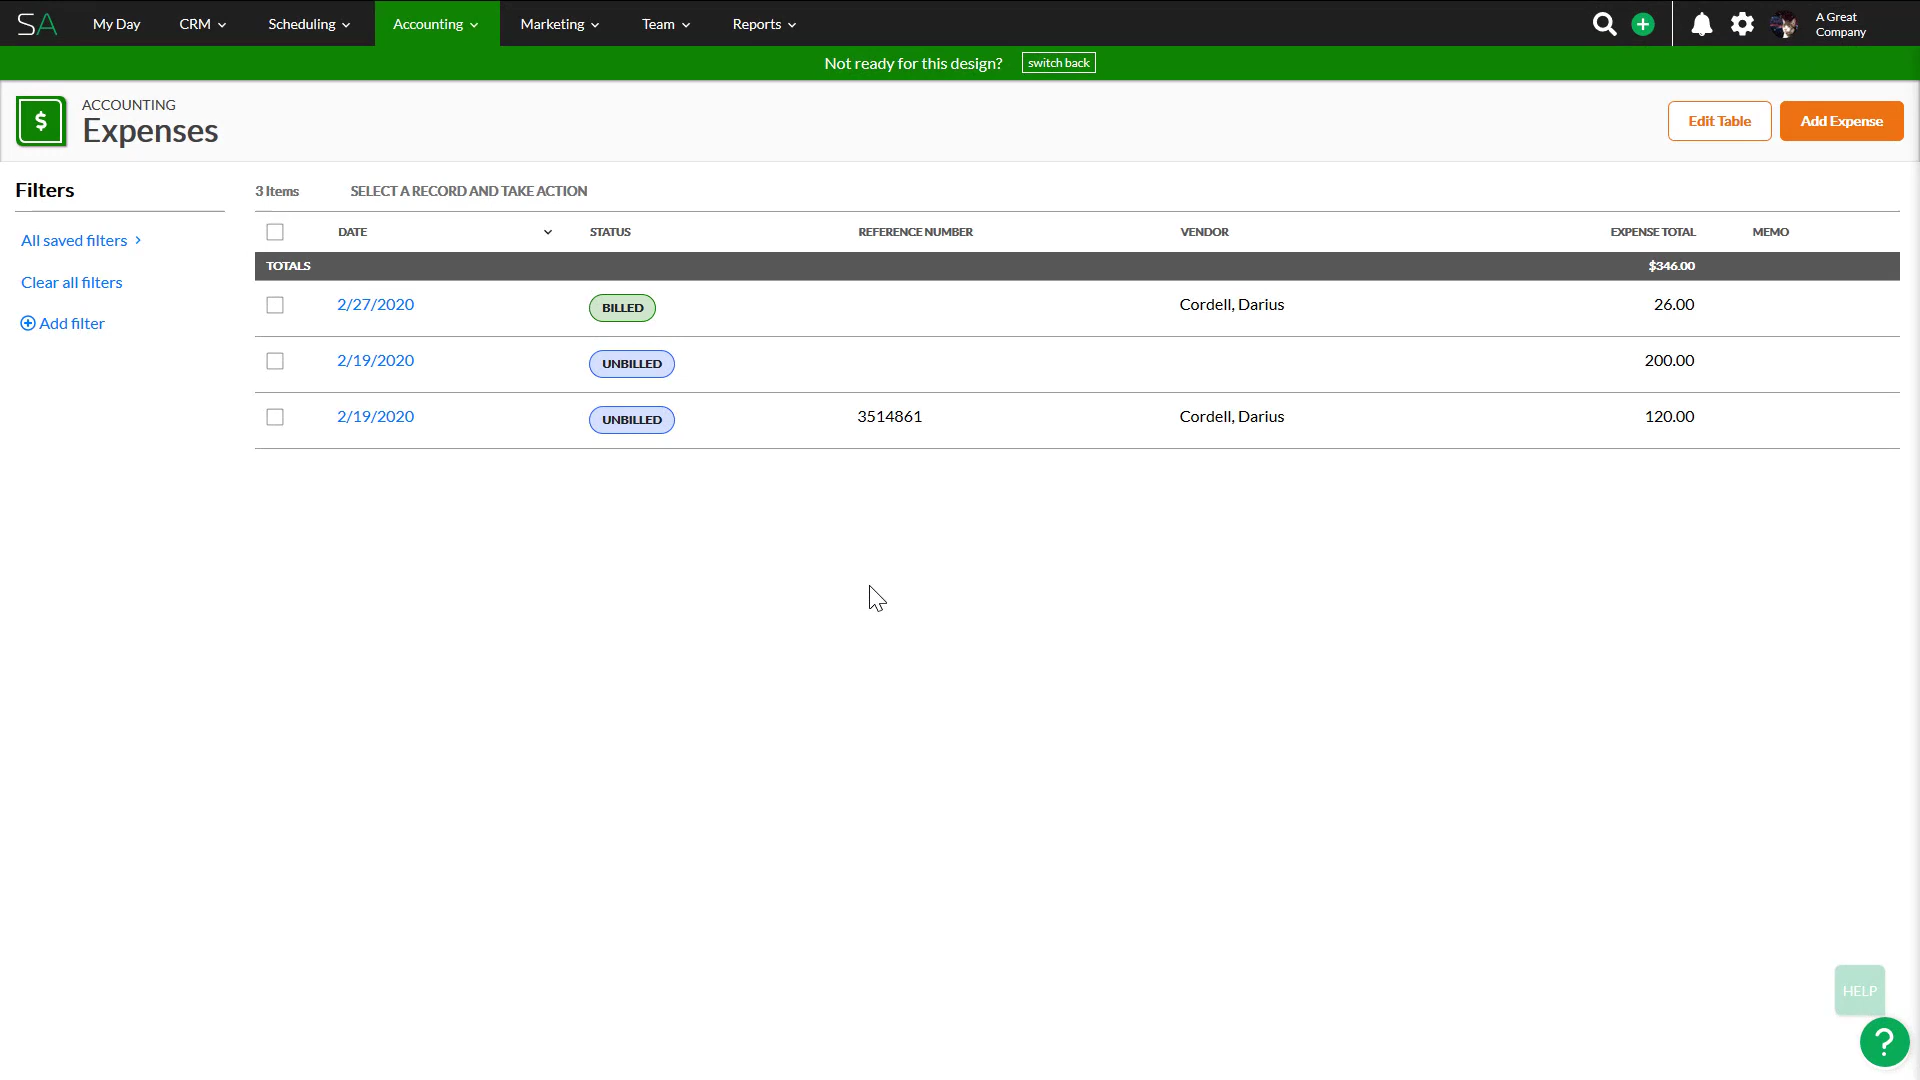 SA My Day CRM Scheduling Accounting Marketing Team Reports A Great
Company
Not ready for this design? switch back
$ ACCOUNTING
Expenses
Edit Table Add Expense
Filters
All saved filters
Clear all filters
Add filter
3 Items SELECT A RECORD AND TAKE ACTION
DATE STATUS REFERENCE NUMBER VENDOR EXPENSE TOTAL MEMO
TOTALS $346.00
2/27/2020 BILLED Cordell, Darius 26.00
2/19/2020 UNBILLED 200.00
2/19/2020 UNBILLED 3514861 Cordell, Darius 120.00
HELP
?